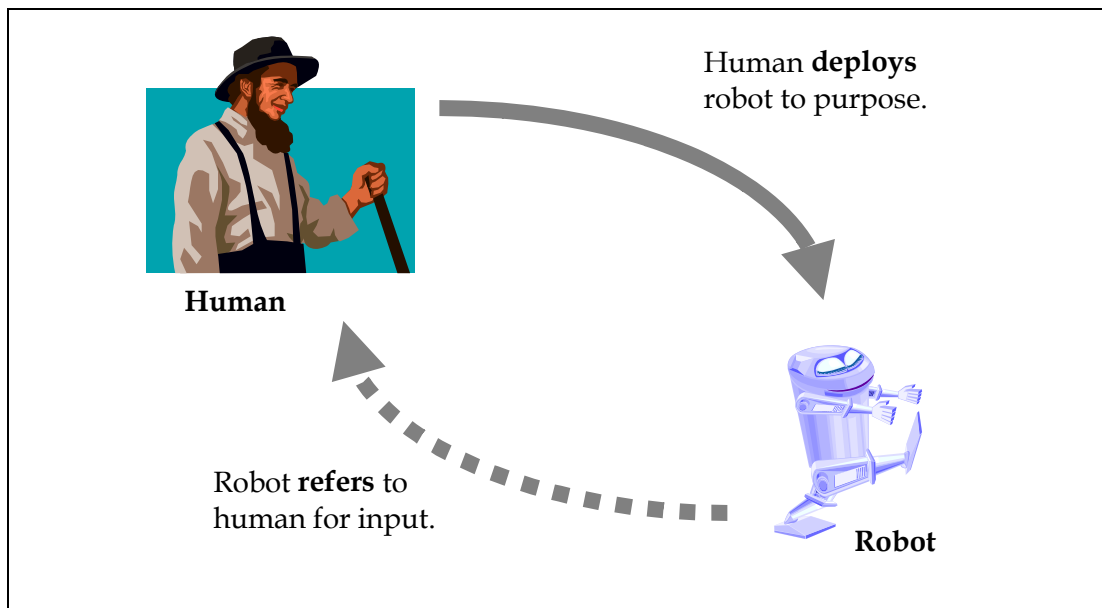 Human deploys
robot to purpose.
Human
Robot refers to
human for input.
Robot